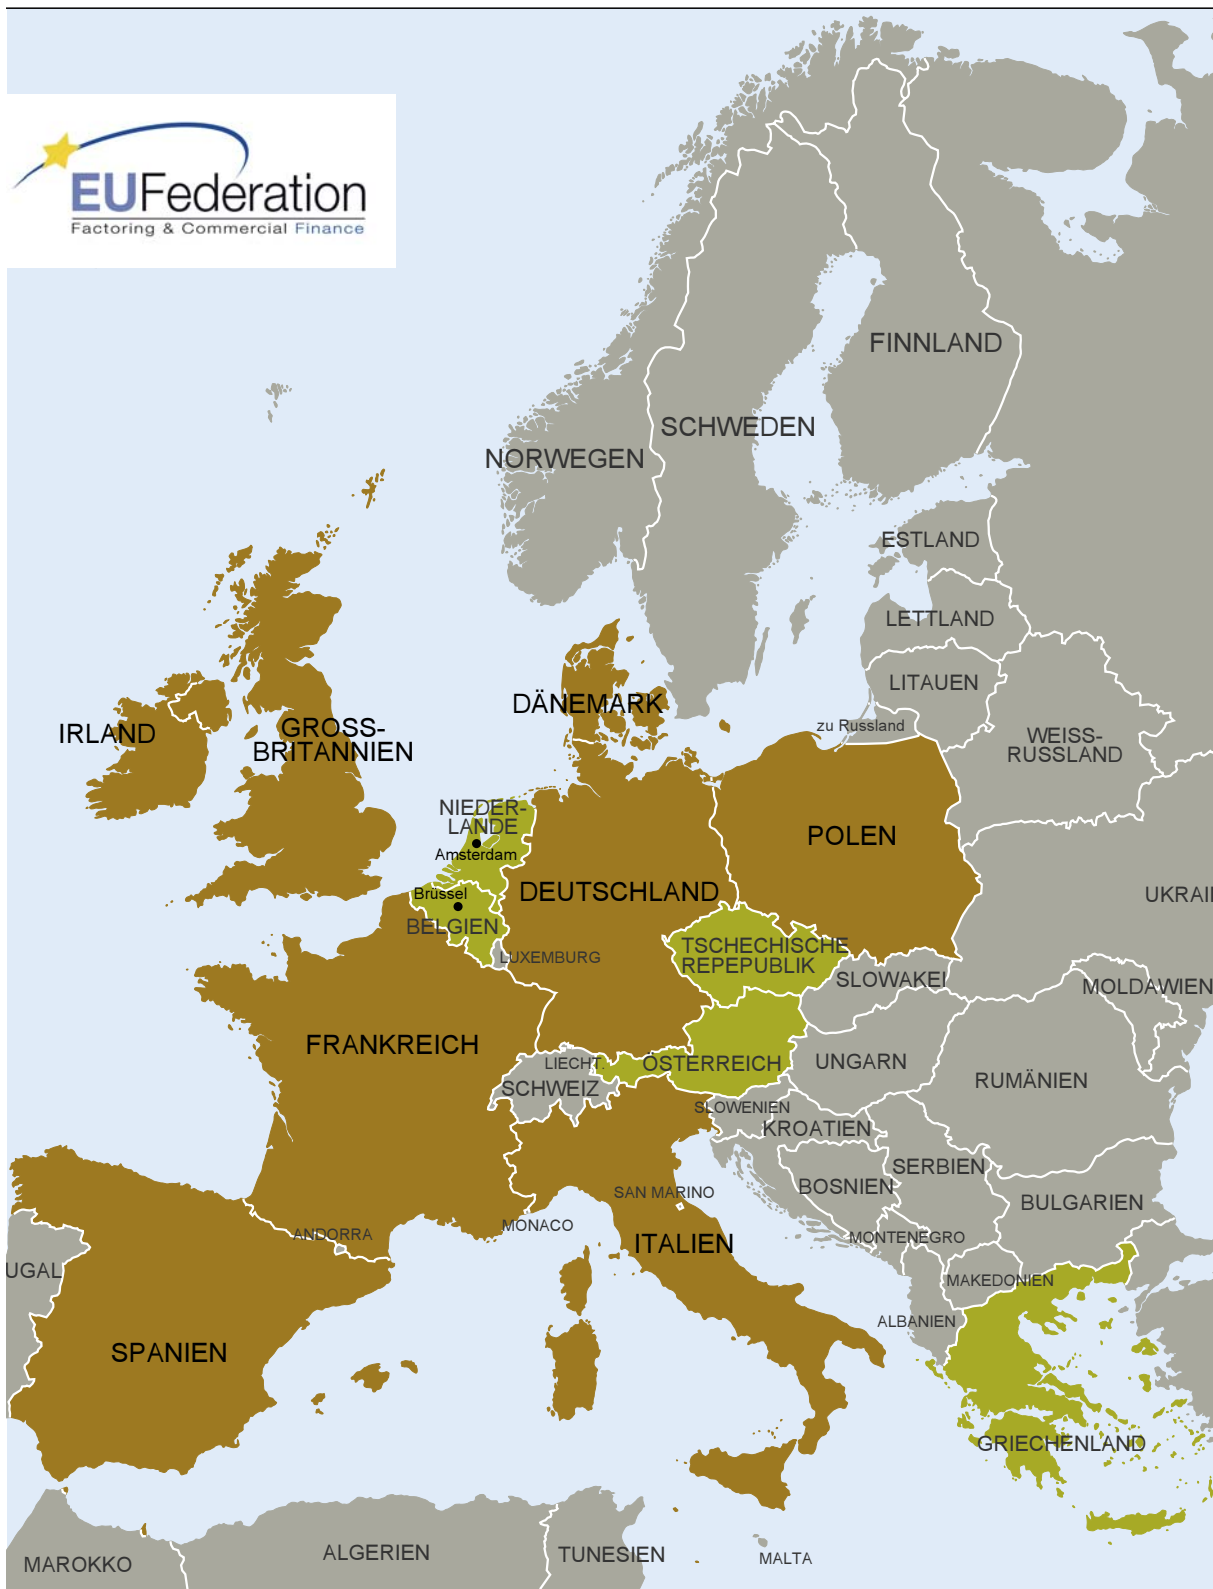 EUFederation
Factoring & Commercial Finance
FINNLAND
SCHWEDEN
NORWEGEN
ESTLAND
LETTLAND
LITAUEN
zu Russland
WEISS-
RUSSLAND
DÄNEMARK
IRLAND
GROSS-
BRITANNIEN
NIEDER-
LANDE
Amsterdam
POLEN
Brüssel
DEUTSCHLAND
UKRAI
BELGIEN
LUXEMBURG
TSCHECHISCHE
REPEPUBLIK
SLOWAKEI
MOLDAWIEN
FRANKREICH
LIECHT.
ÖSTERREICH
UNGARN
SCHWEIZ
RUMÄNIEN
SLOWENIEN
KROATIEN
SERBIEN
BOSNIEN
SAN MARINO
BULGARIEN
MONACO
ANDORRA
ITALIEN
MONTENEGRO
UGAL
MAKEDONIEN
ALBANIEN
SPANIEN
GRIECHENLAND
MAROKKO
ALGERIEN
TUNESIEN
MALTA